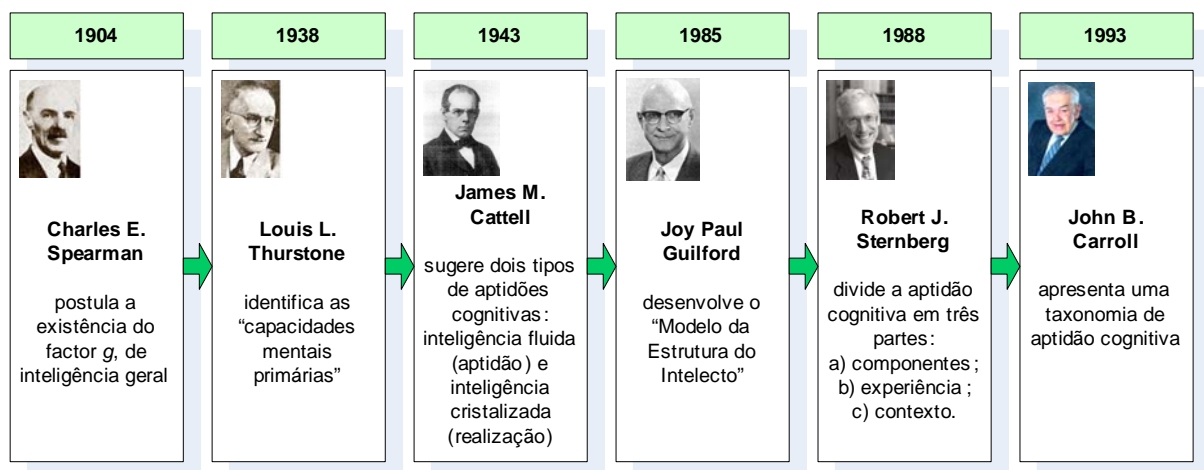 1904
1938
1943
1985
1988
1993
Charles E.
Spearman
postula a
existência do
factor g, de
inteligência geral
Louis L.
Thurstone
identifica as
“capacidades
mentais
primárias”
James M.
Cattell
sugere dois tipos
de aptidões
cognitivas:
inteligência fluida
(aptidão) e
inteligência
cristalizada
(realização)
Joy Paul
Guilford
desenvolve o
“Modelo da
Estrutura do
Intelecto”
Robert J.
Sternberg
divide a aptidão
cognitiva em três
partes:
a) componentes;
b) experiência;
c) contexto.
John B.
Carroll
apresenta uma
taxonomia de
aptidão cognitiva